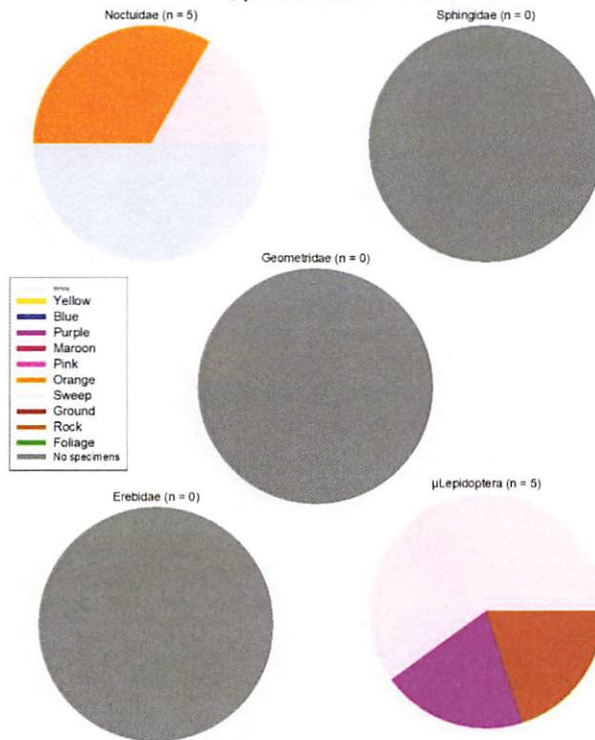 Noctuidae (n = 5)
Sphingidae (n = 0)
Geometridae (n = 0)
Yellow
Blue
Purple
Maroon
Pink
Orange
Sweep
Ground
Rock
Foliage
No specimens
Erebidae (n = 0)
µLepidoptera (n = 5)